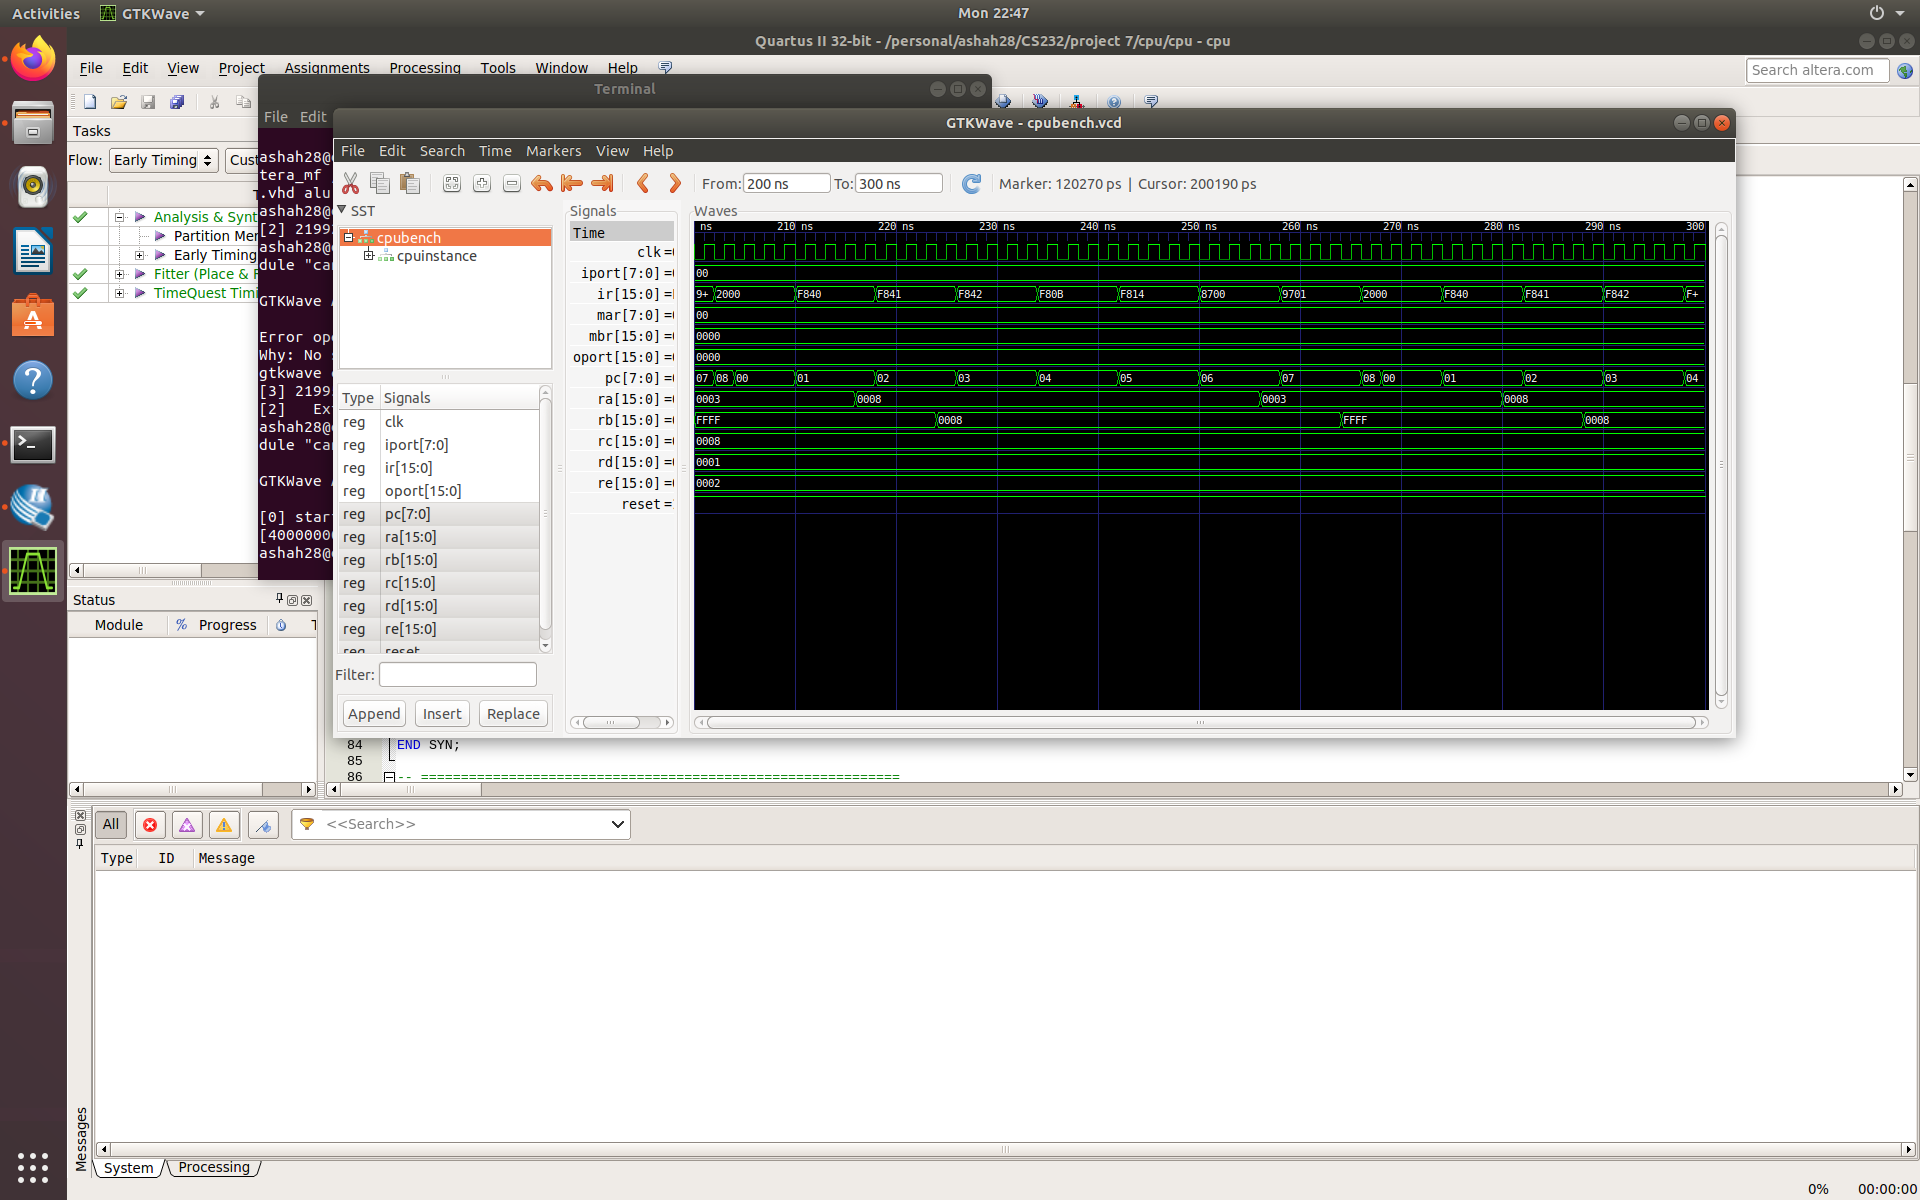 Activities
GTKWave
Mon 22:47
Quartus II 32-bit - /personal/ashah28/CS232/project 7/cpu/cpu - cpu
File Edit View Project Assignments Processing Tools Window Help
Search altera.com
Terminal
File Edit
Tasks
Flow: Early Timing
Analysis & Synt
Partition Mer
Early Timing
Fitter (Place &
TimeQuest Timi
ashah28@
tera_mf
.vhd alu
ashah28@
[2] 2199
ashah28@
dule "ca
GTKWave
Error op
Why: No
gtkwave
[3] 2199
[2] Ex
ashah28@
dule "ca
GTKWave
[0] star
[4000000
ashah28@
GTKWave - cpubench.vcd
File Edit Search Time Markers View Help
From: 200 ns To: 300 ns
Marker: 120270 ps | Cursor: 200190 ps
SST
cpubench
cpuinstance
Type Signals
reg clk
reg iport[7:0]
reg ir[15:0]
reg oport[15:0]
reg pc[7:0]
reg ra[15:0]
reg rb[15:0]
reg rc[15:0]
reg rd[15:0]
reg re[15:0]
reg reset
Filter:
Append Insert Replace
Signals
Time
clk =
iport[7:0] =
ir[15:0] =
mar[7:0] =
mbr[15:0] =
oport[15:0] =
pc[7:0] =
ra[15:0] =
rb[15:0] =
rc[15:0] =
rd[15:0] =
re[15:0] =
reset =
Waves
ns 210 ns 220 ns 230 ns 240 ns 250 ns 260 ns 270 ns 280 ns 290 ns 300
00
9+ 2000 F840 F841 F842 F80B F814 8700 9701 2000 F840 F841 F842 F+
00
0000
0000
07 08 00 01 02 03 04 05 06 07 08 00 01 02 03 04
0003 0008 0003 0008
FFFF 0008 FFFF 0008
0008
0001
0002
84 END SYN;
85
86 -- ============================================================
Status
Module % Progress
All
<<Search>>
Type ID Message
Messages
System Processing
0% 00:00:00